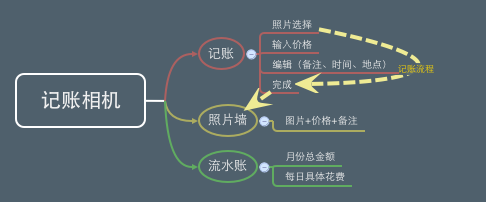 记账相机
记账
照片选择
输入价格
编辑（备注、时间、地点）
完成
记账流程
照片墙
图片+价格+备注
流水账
月份总金额
每日具体花费